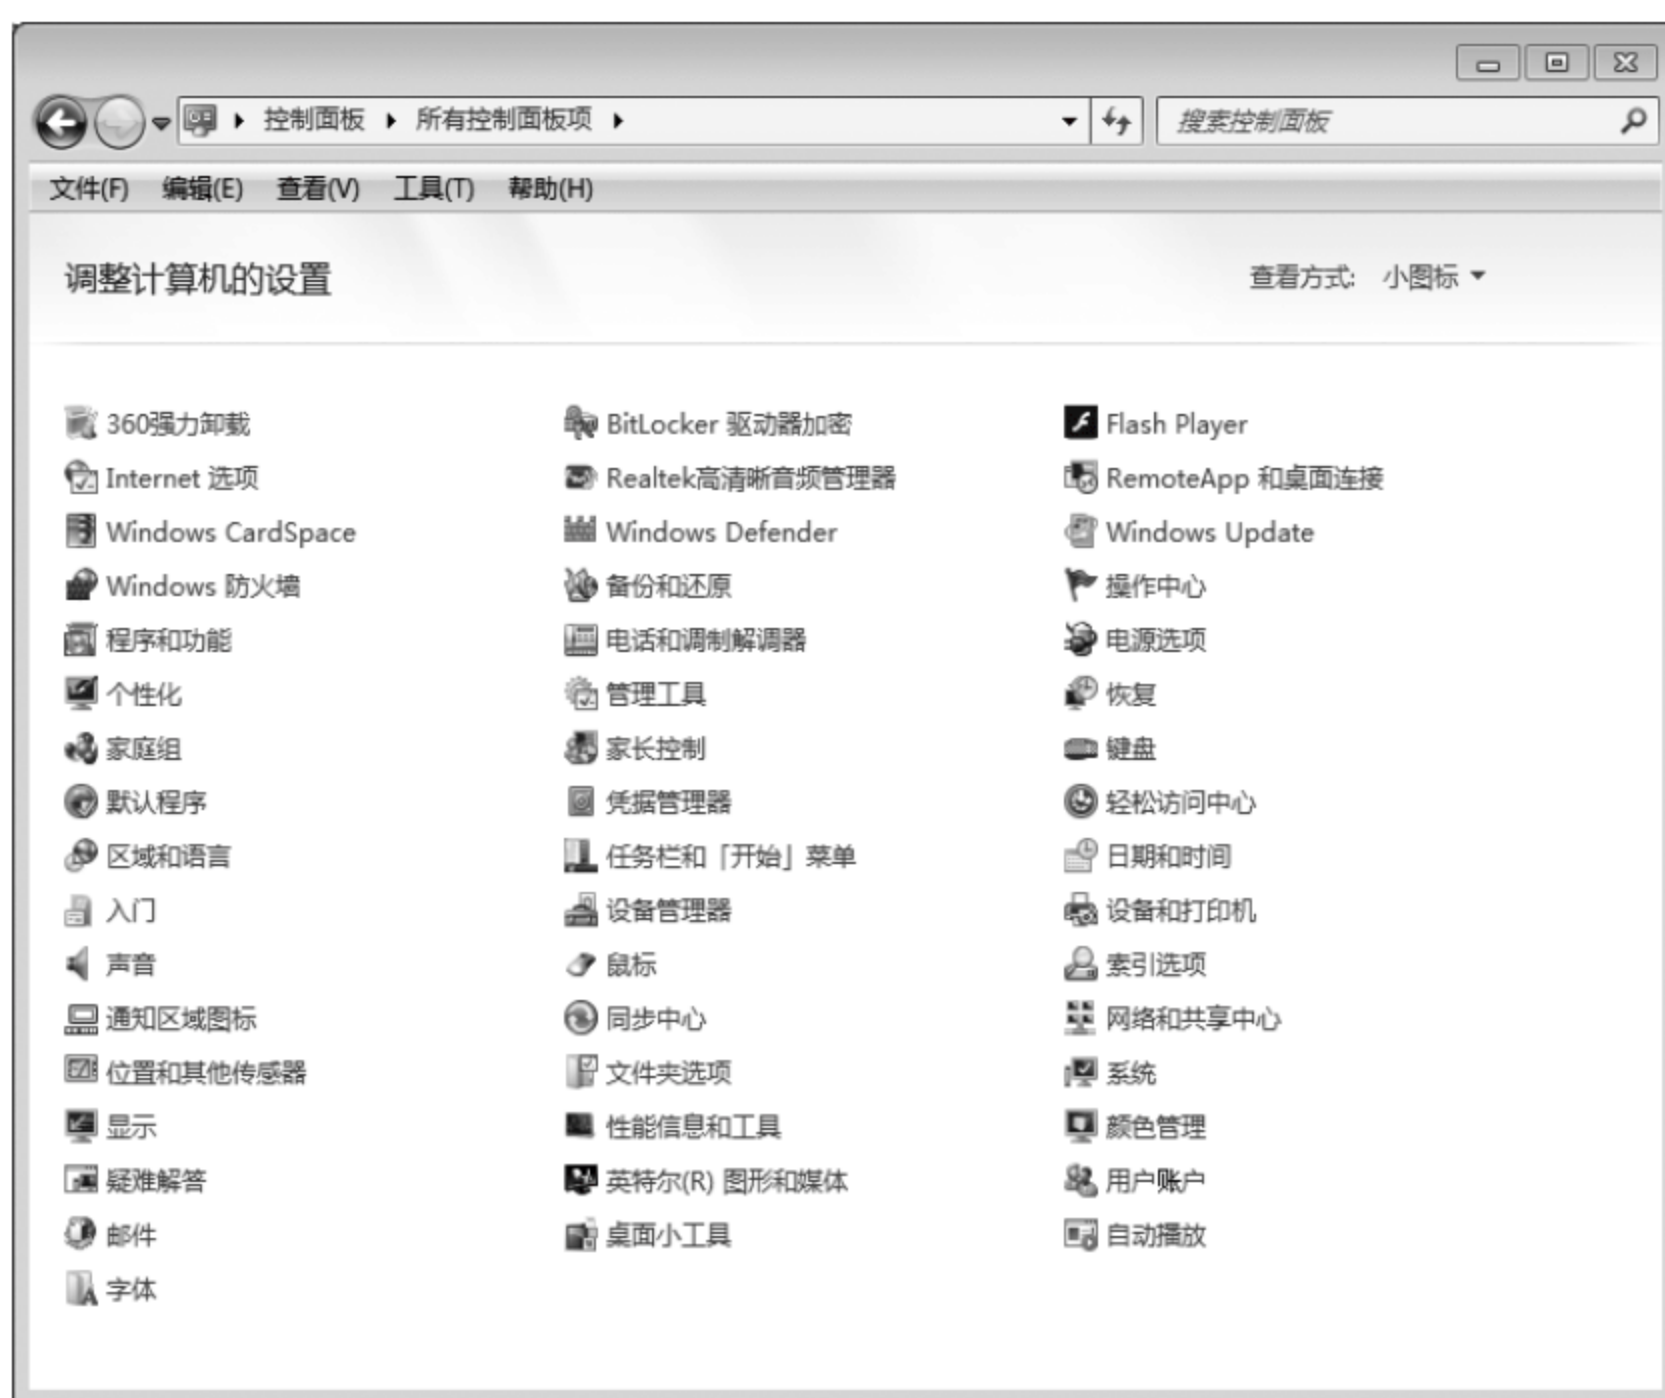 控制面板 所有控制面板项 搜索控制面板
文件(F) 编辑(E) 查看(V) 工具(T) 帮助(H)
调整计算机的设置 查看方式: 小图标
360强力卸载 BitLocker 驱动器加密 Flash Player
Internet 选项 Realtek高清晰音频管理器 RemoteApp 和桌面连接
Windows CardSpace Windows Defender Windows Update
Windows 防火墙 备份和还原 操作中心
程序和功能 电话和调制解调器 电源选项
个性化 管理工具 恢复
家庭组 家长控制 键盘
默认程序 凭据管理器 轻松访问中心
区域和语言 任务栏和「开始」菜单 日期和时间
入门 设备管理器 设备和打印机
声音 鼠标 索引选项
通知区域图标 同步中心 网络和共享中心
位置和其他传感器 文件夹选项 系统
显示 性能信息和工具 颜色管理
疑难解答 英特尔(R) 图形和媒体 用户账户
邮件 桌面小工具 自动播放
字体